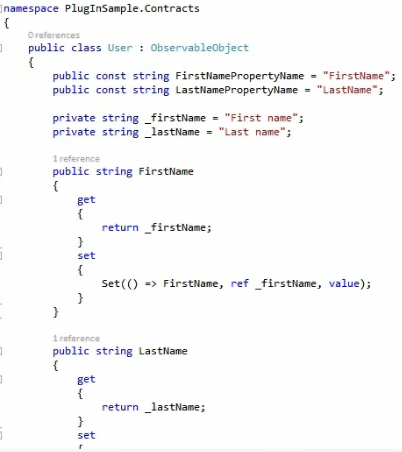 namespace PlugInSample.Contracts
{
0 references
public class User : ObservableObject
{
public const string FirstNamePropertyName = "FirstName";
public const string LastNamePropertyName = "LastName";
private string _firstName = "First name";
private string _lastName = "Last name";
1 reference
public string FirstName
{
get
{
return _firstName;
}
set
{
Set(() => FirstName, ref _firstName, value);
}
}
1 reference
public string LastName
{
get
{
return _lastName;
}
set
{